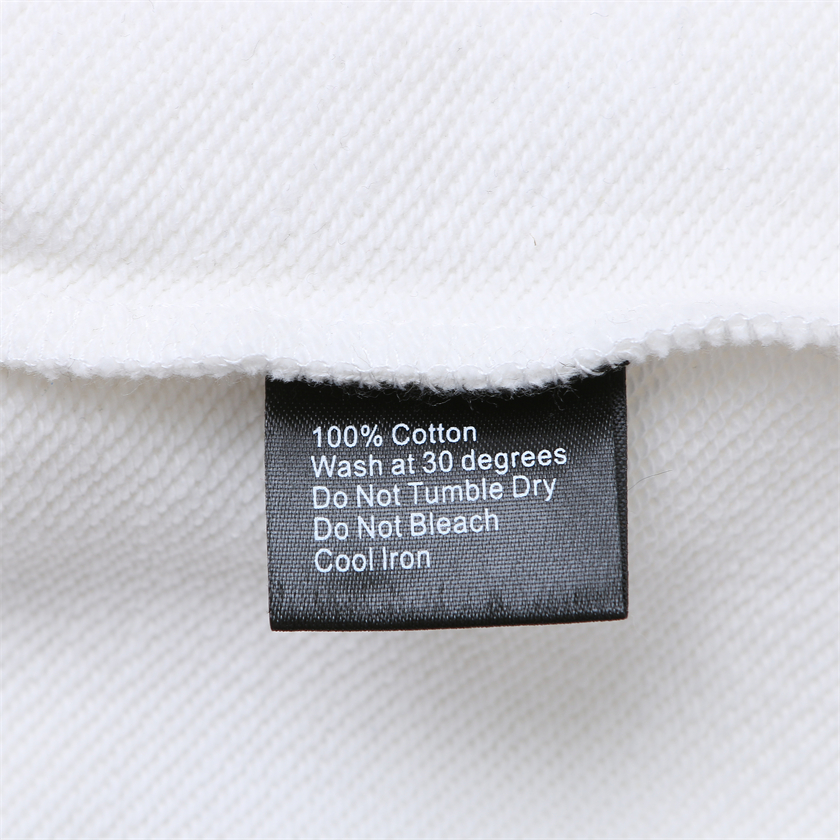 100% Cotton
Wash at 30 degrees
Do Not Tumble Dry
Do Not Bleach
Cool Iron